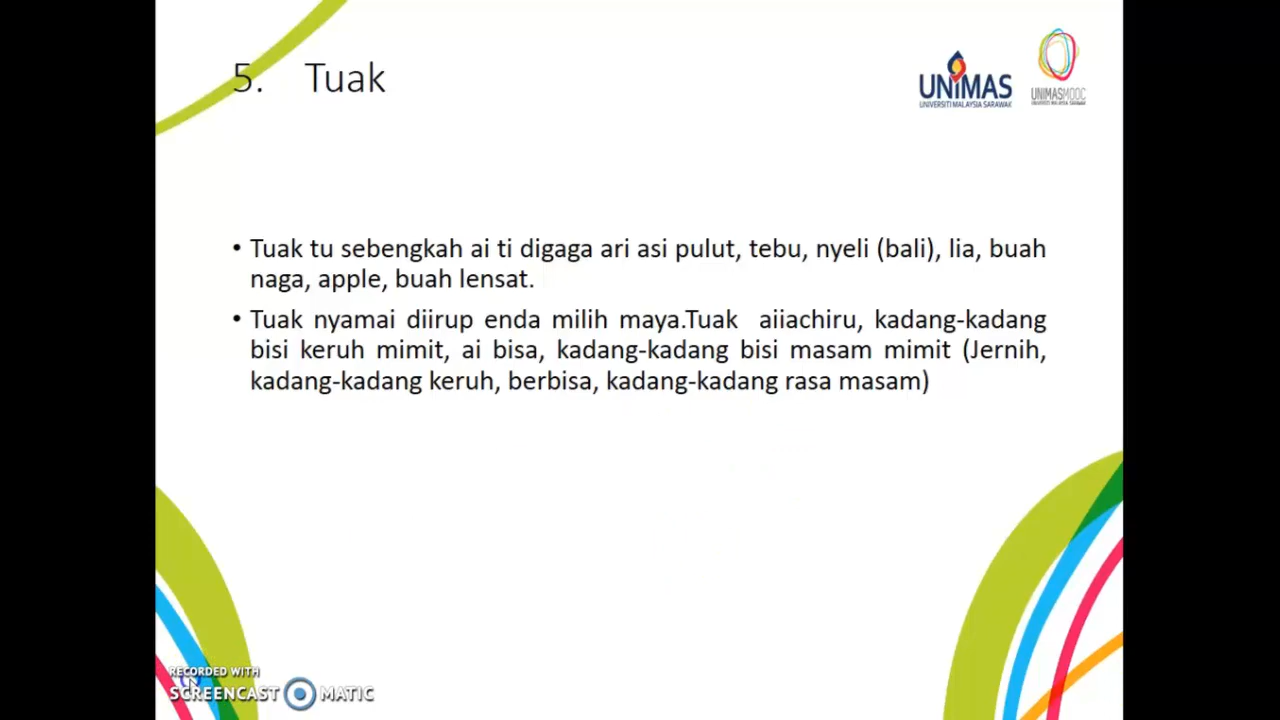 5. Tuak
UNIMAS
UNIVERSITI MALAYSIA SARAWAK
UNIMASMOOC
UNIVERSITI MALAYSIA SARAWAK
• Tuak tu sebengkah ai ti digaga ari asi pulut, tebu, nyeli (bali), lia, buah
naga, apple, buah lensat.
• Tuak nyamai diirup enda milih maya.Tuak aiiachiru, kadang-kadang
bisi keruh mimit, ai bisa, kadang-kadang bisi masam mimit (Jernih,
kadang-kadang keruh, berbisa, kadang-kadang rasa masam)
RECORDED WITH
SCREENCAST MATIC